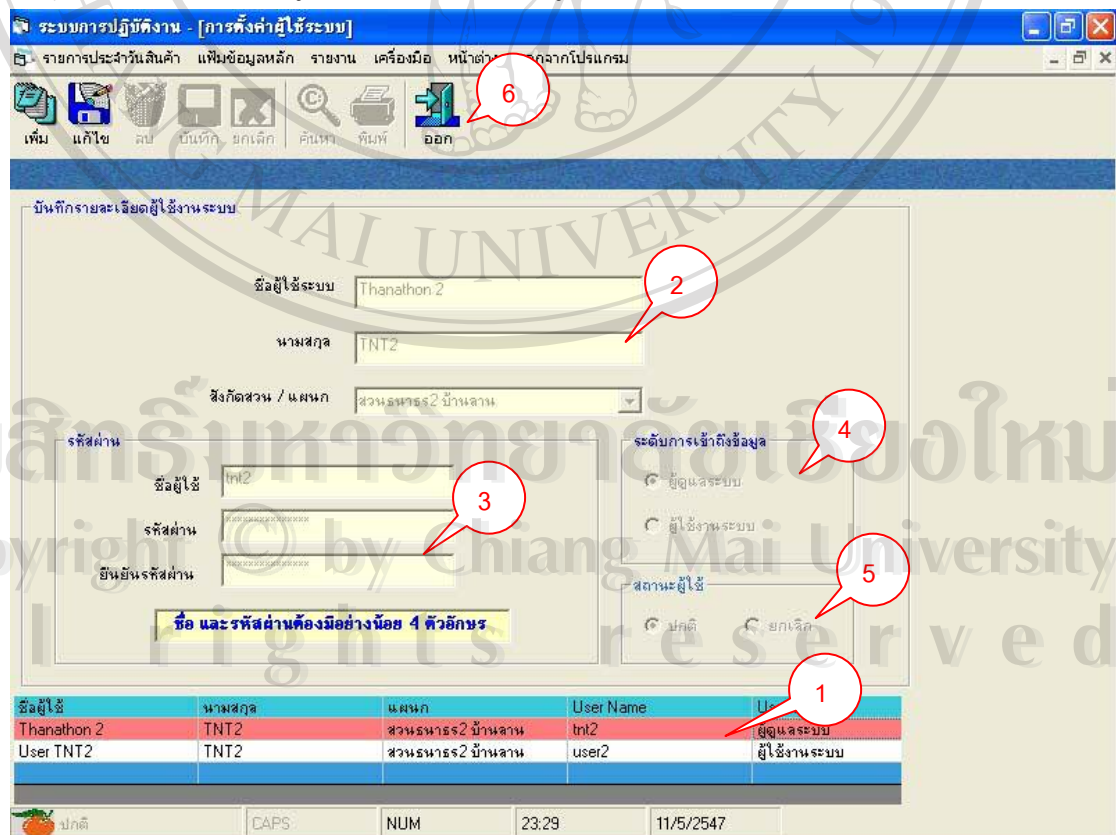 ระบบการปฏิบัติงาน - [การตั้งค่าผู้ใช้ระบบ]
รายการประจำวันสินค้า แฟ้มข้อมูลหลัก รายงาน เครื่องมือ หน้าต่าง จากโปรแกรม
6
เพิ่ม แก้ไข ลบ บันทึก ยกเลิก ค้นหา พิมพ์ ออก
MAI UNIVERSITY
บันทึกรายละเอียดผู้ใช้งานระบบ
ชื่อผู้ใช้ระบบ Thanathon 2
2
นามสกุล TNT2
สังกัดสวน / แผนก สวนธนาธร2 บ้านลาน
รหัสผ่าน
ระดับการเข้าถึงข้อมูล
4
ชื่อผู้ใช้ tnt2
ผู้ดูแลระบบ
3
รหัสผ่าน xxxxxxxxxxxxxxx
ผู้ใช้งานระบบ
by Chiang Mai University
ยืนยันรหัสผ่าน xxxxxxxxxxxxxxx
สถานะผู้ใช้
5
ชื่อ และรหัสผ่านต้องมีอย่างน้อย 4 ตัวอักษร
ปกติ ยกเลิก
rights reserved
1
ชื่อผู้ใช้ นามสกุล แผนก User Name
Thanathon 2 TNT2 สวนธนาธร2 บ้านลาน tnt2 ผู้ดูแลระบบ
User TNT2 TNT2 สวนธนาธร2 บ้านลาน user2 ผู้ใช้งานระบบ
ปกติ CAPS NUM 23:29 11/5/2547